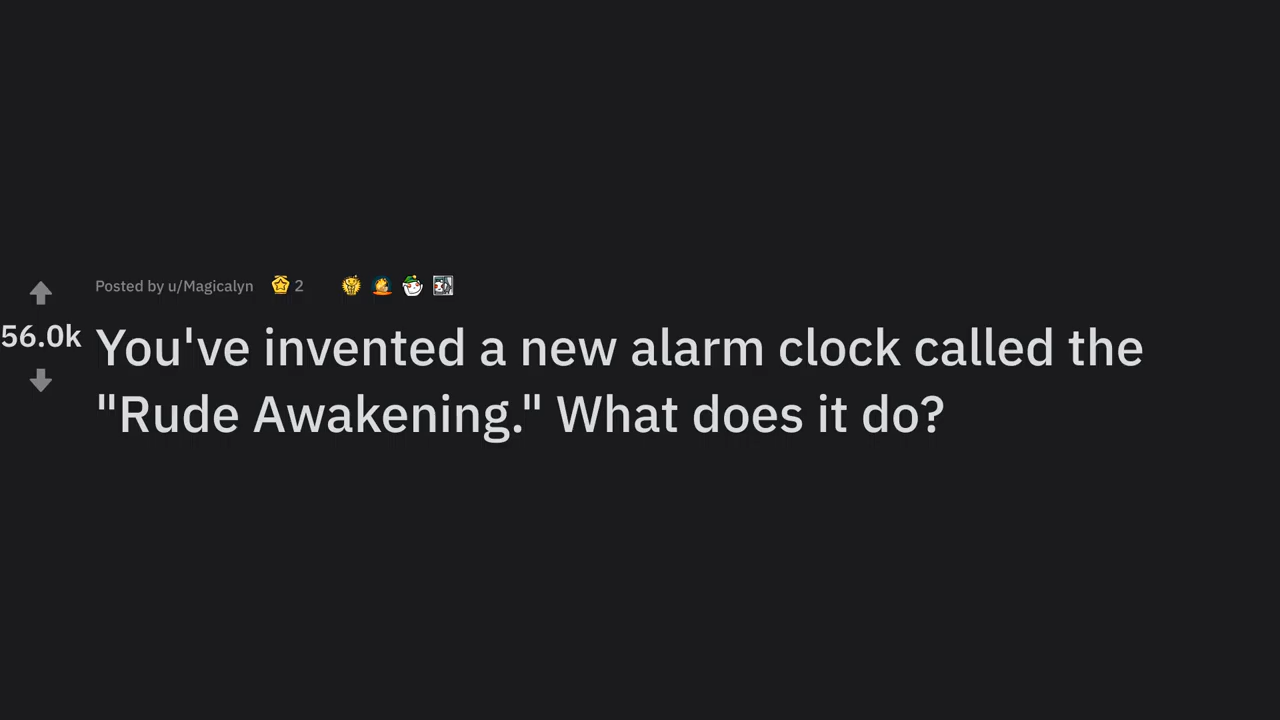 Posted by u/Magicalyn 2
56.0k
You've invented a new alarm clock called the
"Rude Awakening." What does it do?